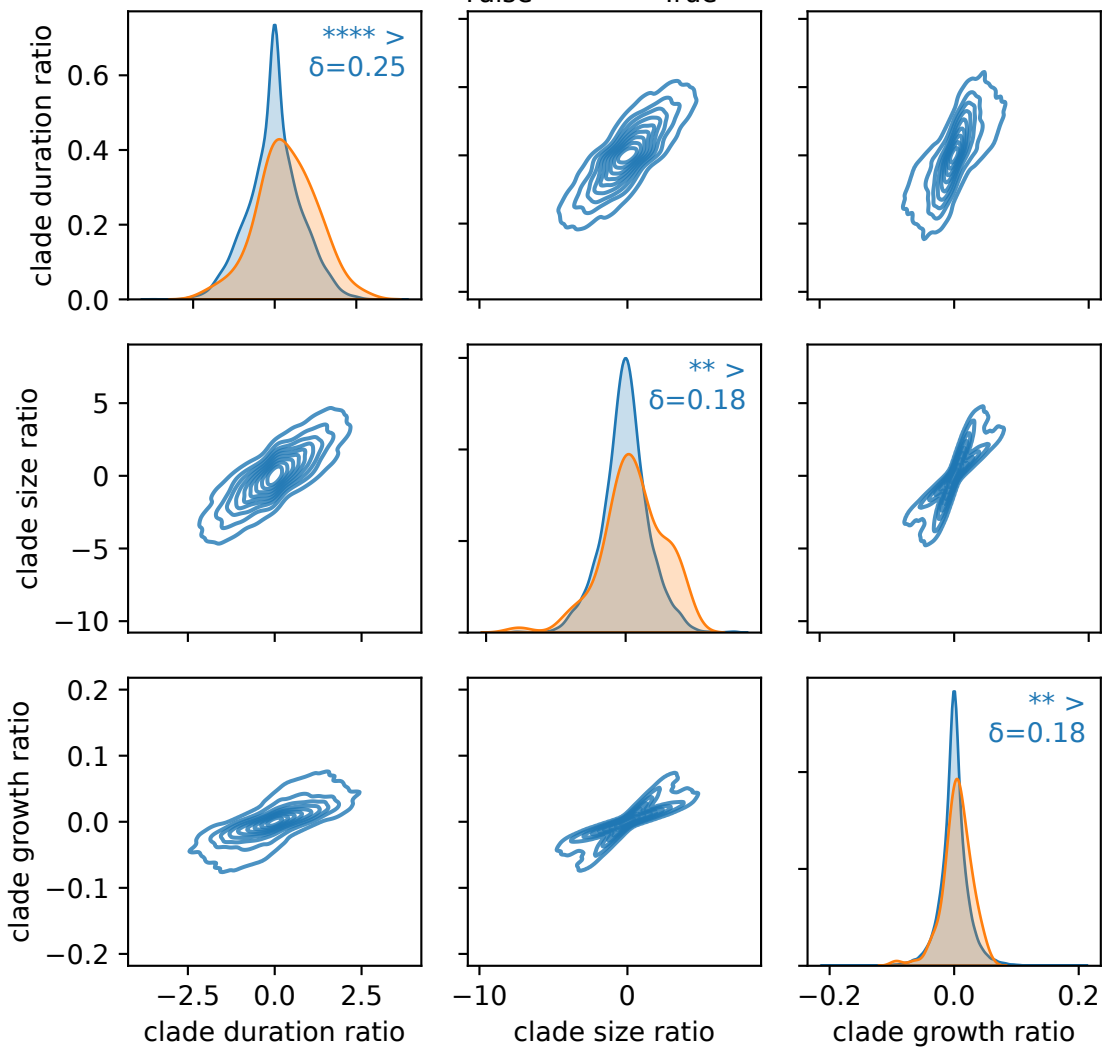 clade duration ratio
0.6
0.4
0.2
0.0
**** >
δ=0.25
clade size ratio
5
0
−5
−10
** >
δ=0.18
clade growth ratio
0.2
0.1
0.0
−0.1
−0.2
** >
δ=0.18
−2.5 0.0 2.5
clade duration ratio
−10 0
clade size ratio
−0.2 0.0 0.2
clade growth ratio